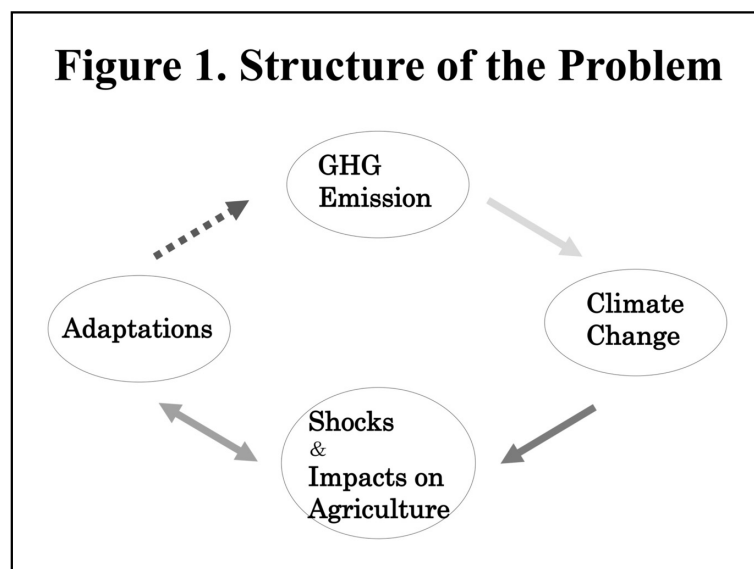 Figure 1. Structure of the Problem
GHG
Emission
Climate
Change
Adaptations
Shocks
&
Impacts on
Agriculture